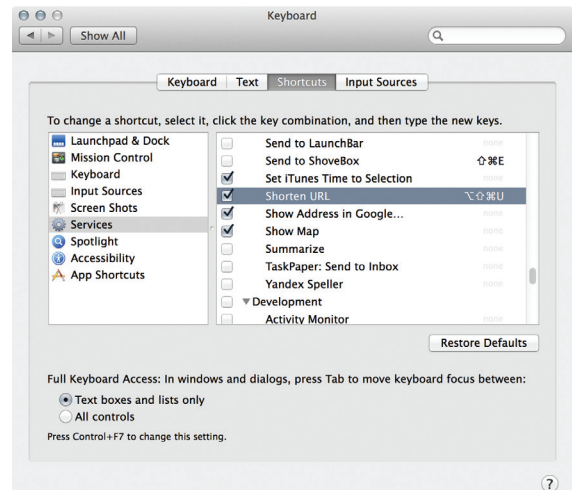 Keyboard
Show All
Keyboard Text Shortcuts Input Sources
To change a shortcut, select it, click the key combination, and then type the new keys.
Launchpad & Dock
Mission Control
Keyboard
Input Sources
Screen Shots
Services
Spotlight
Accessibility
App Shortcuts
Send to LaunchBar none
Send to ShoveBox ⇧⌘E
Set iTunes Time to Selection none
Shorten URL ⌥⇧⌘U
Show Address in Google... none
Show Map none
Summarize none
TaskPaper: Send to Inbox none
Yandex Speller none
Development
Activity Monitor none
Restore Defaults
Full Keyboard Access: In windows and dialogs, press Tab to move keyboard focus between:
Text boxes and lists only
All controls
Press Control+F7 to change this setting.
?